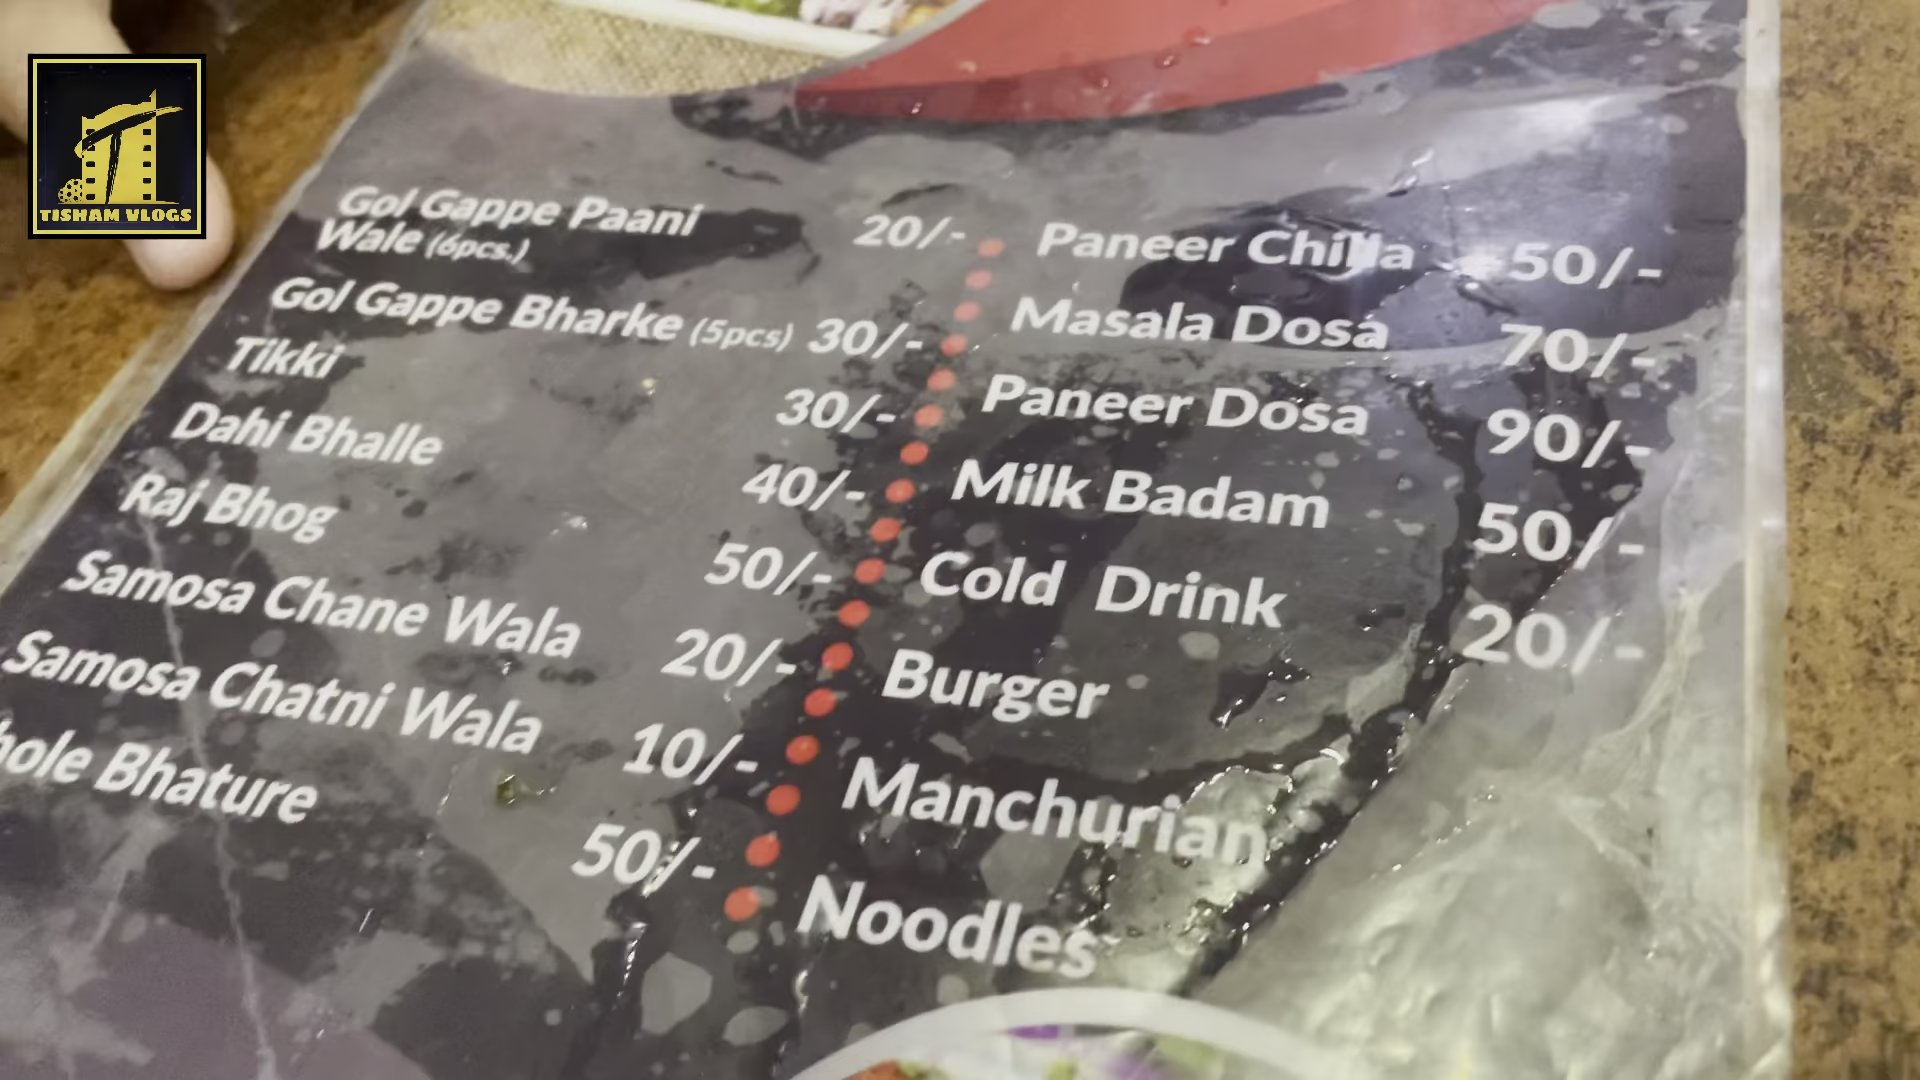 TISHAM VLOGS
Gol Gappe Paani
Wale (6pcs.) 20/-
Gol Gappe Bharke (5pcs) 30/-
Tikki 30/-
Dahi Bhalle 40/-
Raj Bhog 50/-
Samosa Chane Wala 20/-
Samosa Chatni Wala 10/-
hole Bhature 50/-
Paneer Chilla 50/-
Masala Dosa 70/-
Paneer Dosa 90/-
Milk Badam 50/-
Cold Drink 20/-
Burger
Manchurian
Noodles